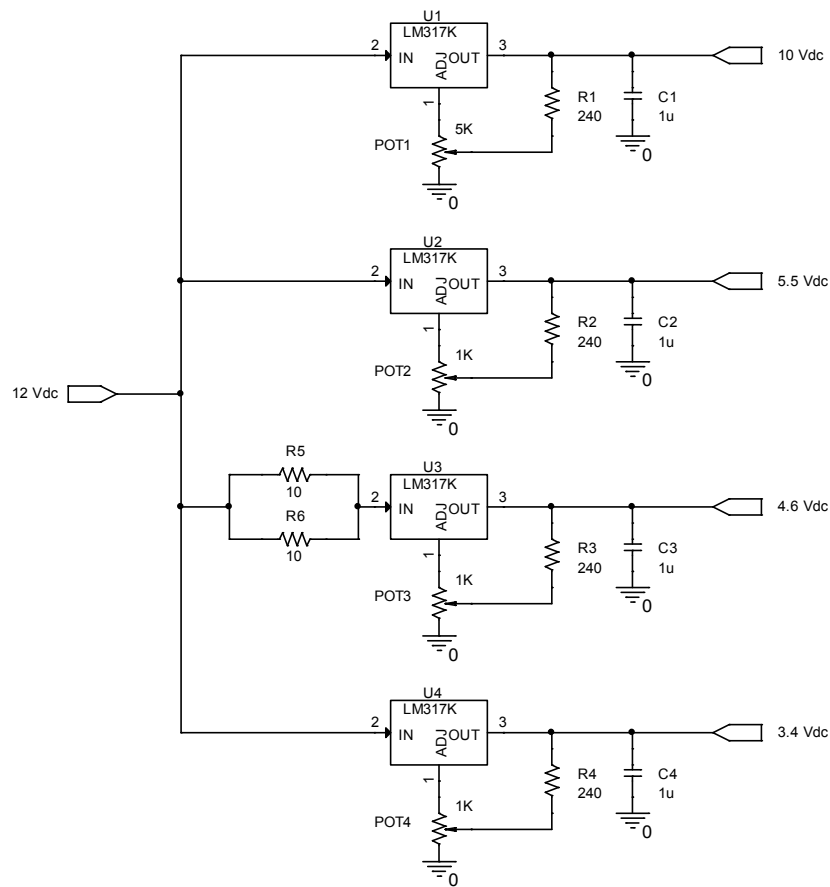 U1
LM317K
2
IN
ADJ
OUT
3
10 Vdc
1
5K
POT1
R1
240
C1
1u
0
0
U2
LM317K
2
IN
ADJ
OUT
3
5.5 Vdc
1
1K
POT2
R2
240
C2
1u
0
0
12 Vdc
R5
10
R6
10
U3
LM317K
2
IN
ADJ
OUT
3
4.6 Vdc
1
1K
POT3
R3
240
C3
1u
0
0
U4
LM317K
2
IN
ADJ
OUT
3
3.4 Vdc
1
1K
POT4
R4
240
C4
1u
0
0